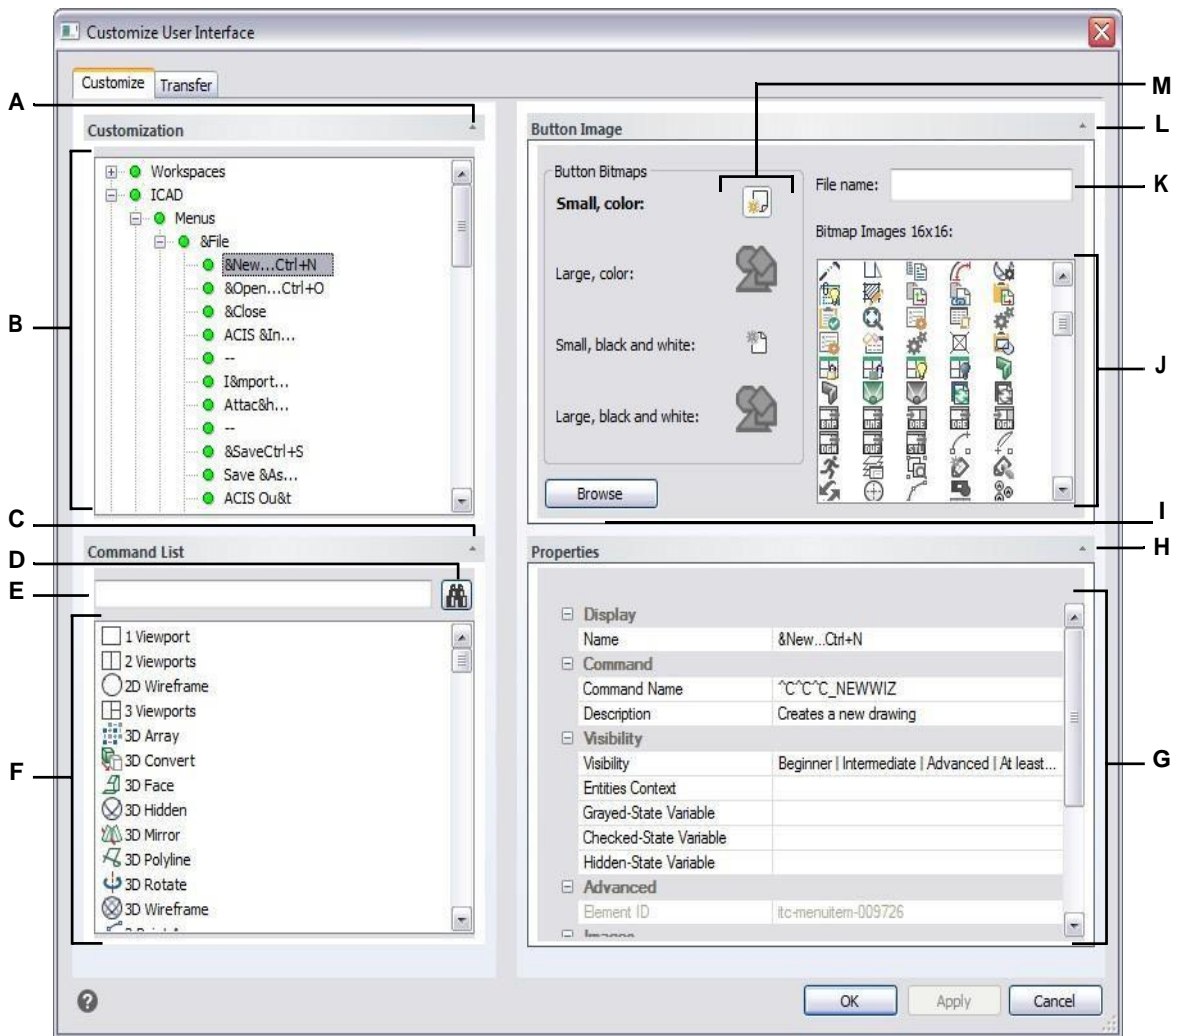 Customize User Interface
Customize
Transfer
A
Customization
B
Workspaces
ICAD
Menus
&File
&New...Ctrl+N
&Open...Ctrl+O
&Close
ACIS &In...
--
I&mport...
Attac&h...
--
&SaveCtrl+S
Save &As...
ACIS Ou&t
C
Command List
D
E
F
1 Viewport
2 Viewports
2D Wireframe
3 Viewports
3D Array
3D Convert
3D Face
3D Hidden
3D Mirror
3D Polyline
3D Rotate
3D Wireframe
M
Button Image
L
Button Bitmaps
Small, color:
Large, color:
Small, black and white:
Large, black and white:
Browse
File name:
K
Bitmap Images 16x16:
J
I
Properties
H
G
Display
Name &New...Ctrl+N
Command
Command Name ^C^C^C_NEWWIZ
Description Creates a new drawing
Visibility
Visibility Beginner | Intermediate | Advanced | At least...
Entities Context
Grayed-State Variable
Checked-State Variable
Hidden-State Variable
Advanced
Element ID itc-menuitem-009726
OK
Apply
Cancel